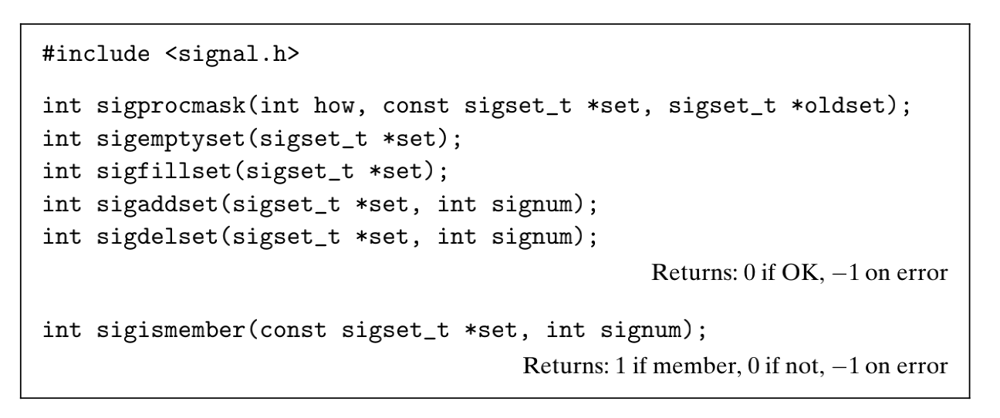 #include <signal.h>
int sigprocmask(int how, const sigset_t *set, sigset_t *oldset);
int sigemptyset(sigset_t *set);
int sigfillset(sigset_t *set);
int sigaddset(sigset_t *set, int signum);
int sigdelset(sigset_t *set, int signum);
Returns: 0 if OK, −1 on error
int sigismember(const sigset_t *set, int signum);
Returns: 1 if member, 0 if not, −1 on error